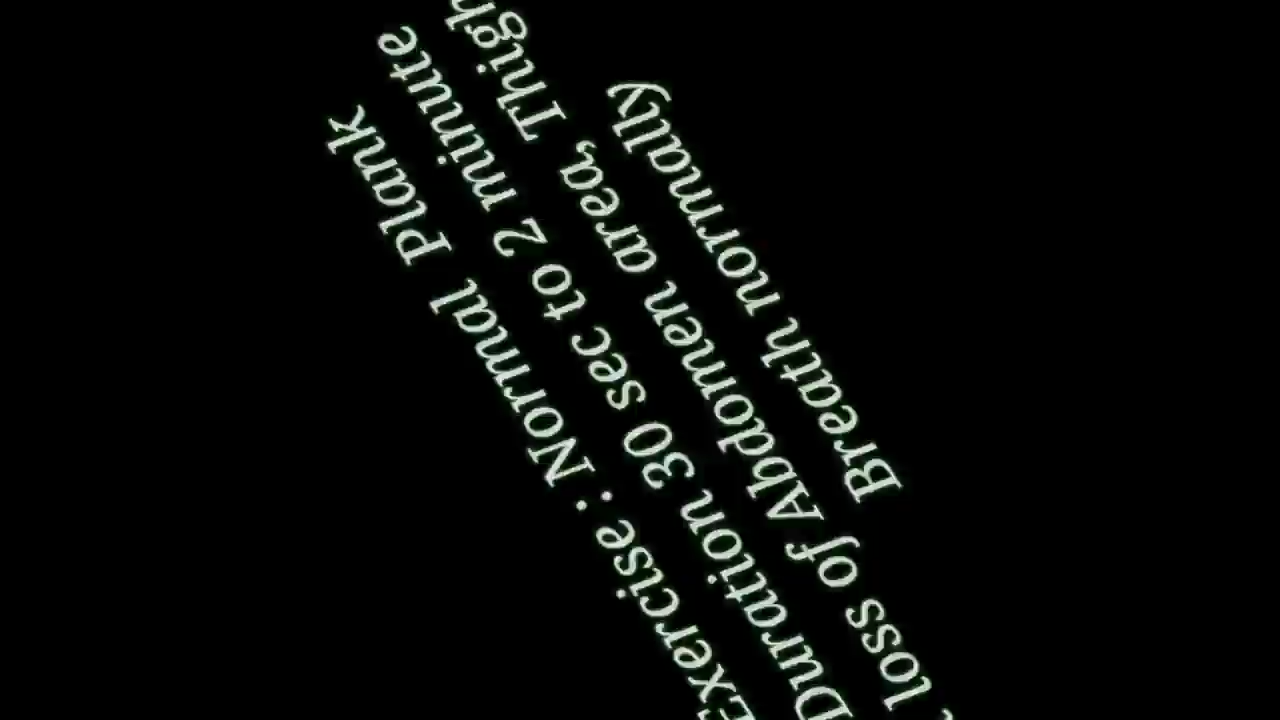 Exercise : Normal Plank
Duration 30 sec to 2 minute
loss of Abdomen area, Thigh
Breath normally